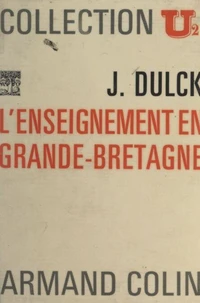 COLLECTION U2
J. DULCK
L'ENSEIGNEMENT EN
GRANDE-BRETAGNE
ARMAND COLIN